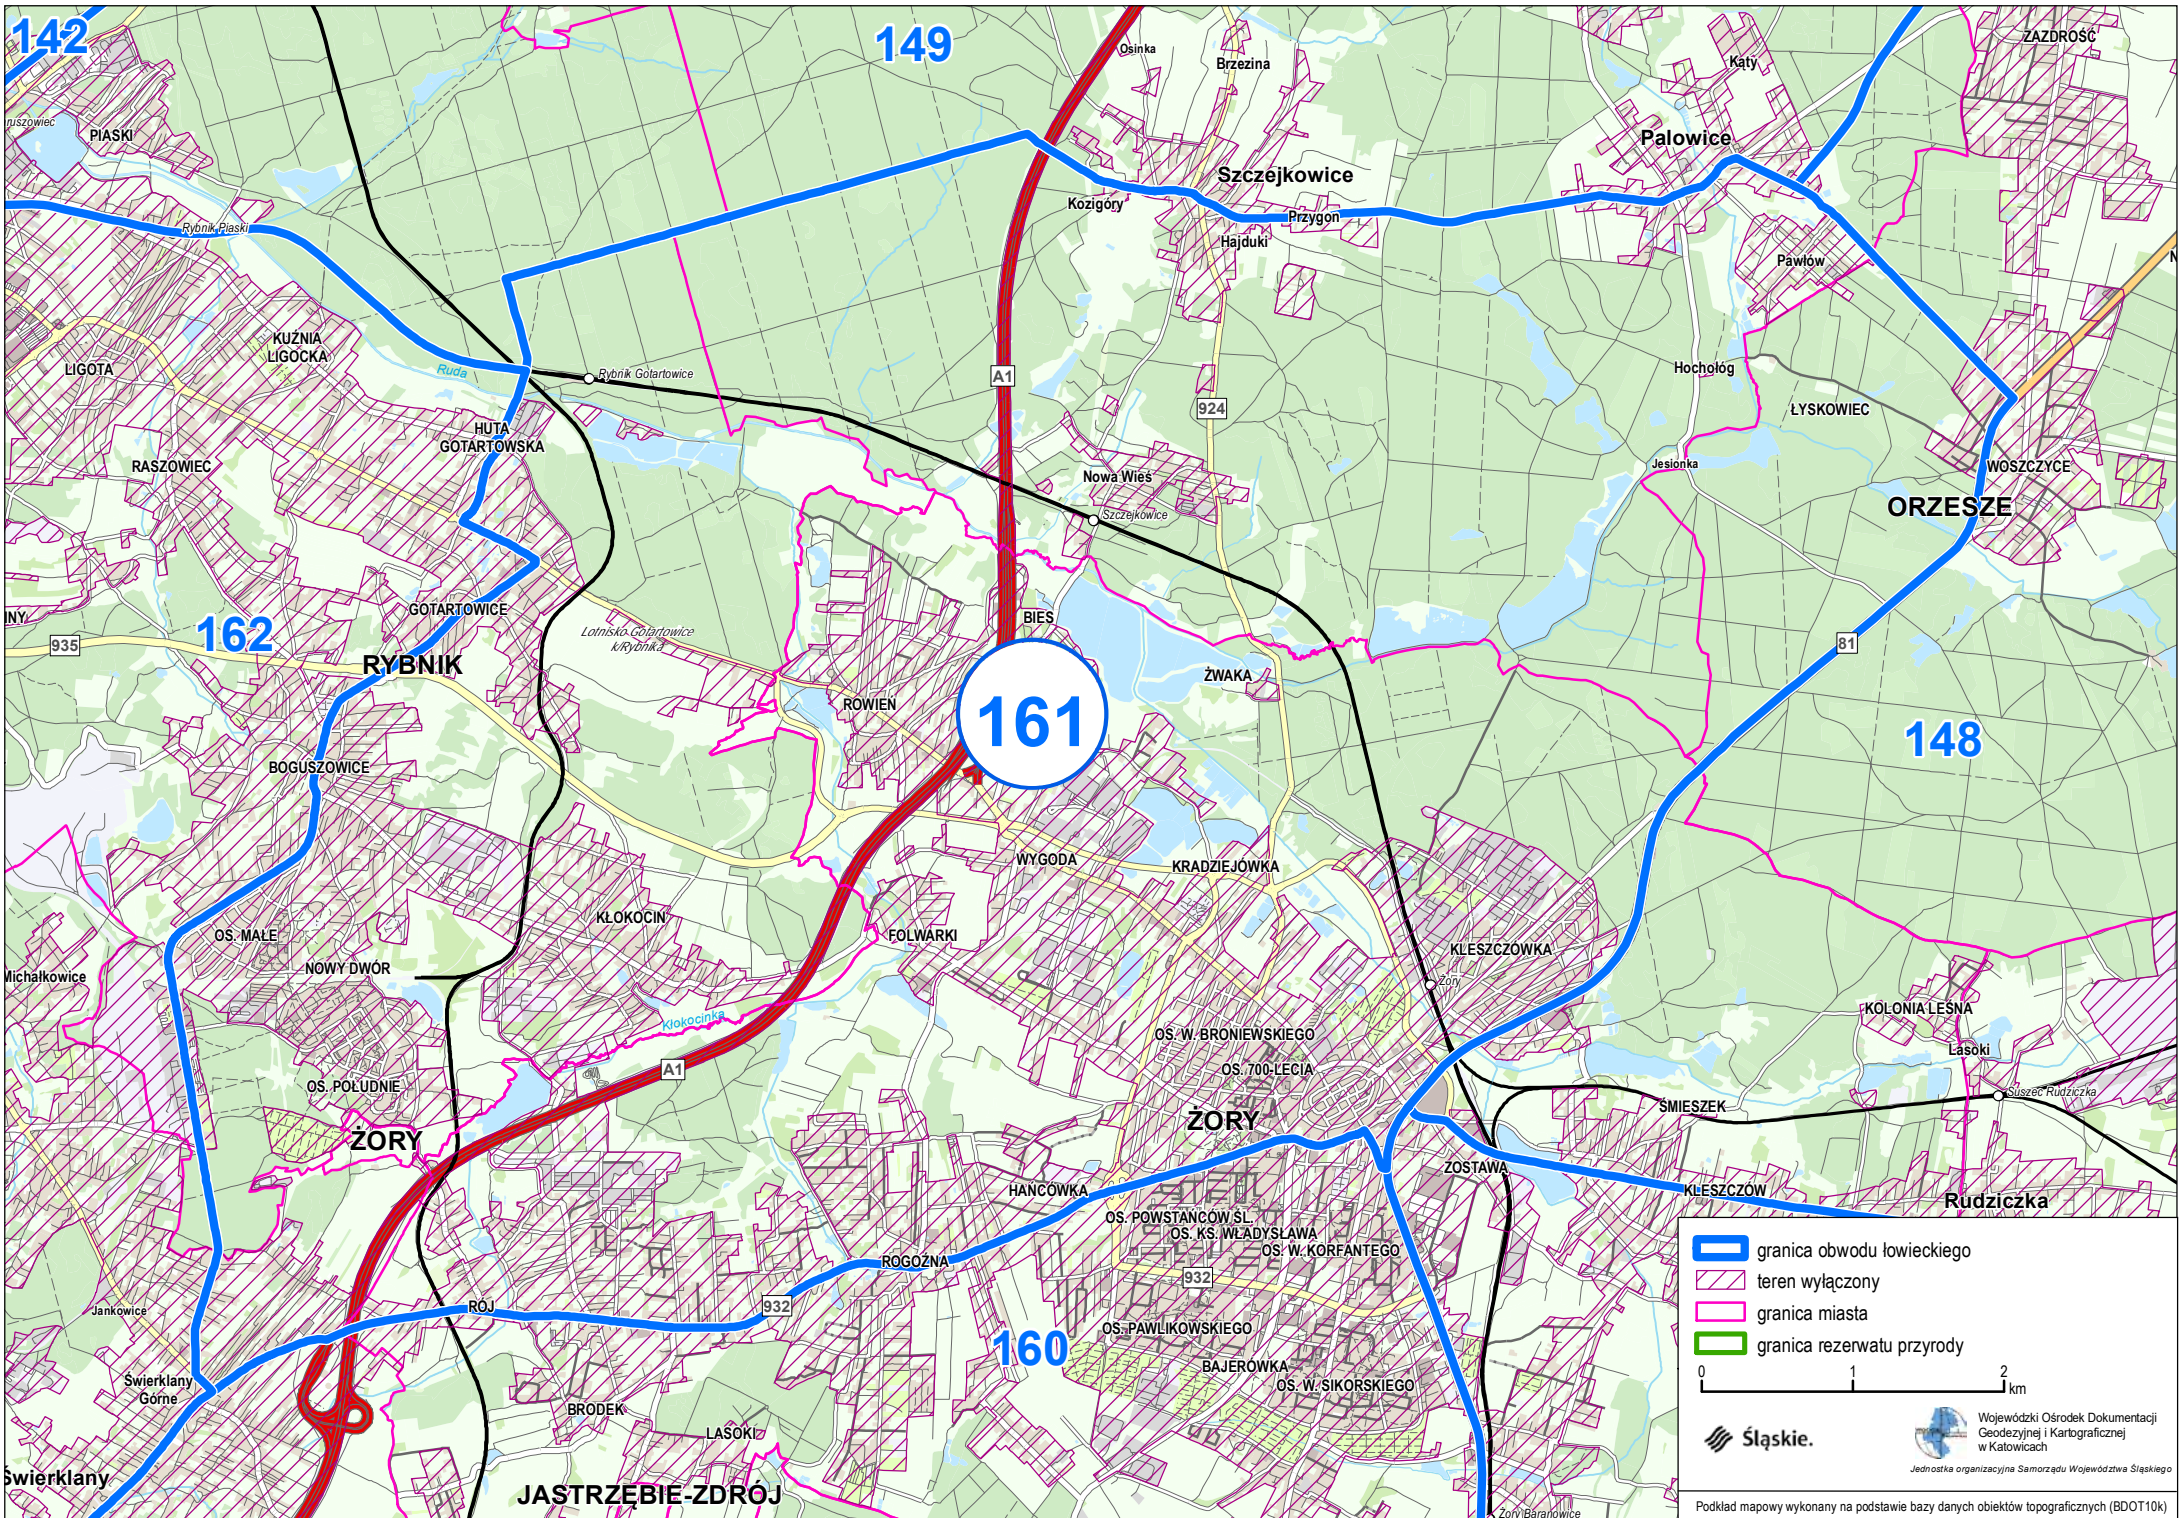 142
149
Osinka
Brzezina
Kąty
ZAZDROŚĆ
PIASKI
Palowice
Szczejkowice
Kozigóry
Przygon
Hajduki
Rybnik Piaski
Pawłów
KUŹNIA
LIGOCKA
LIGOTA
Ruda
Rybnik Gotartowice
A1
924
Hochołóg
ŁYSKOWIEC
HUTA
GOTARTOWSKA
RASZOWIEC
Nowa Wieś
Szczejkowice
Jesionka
WOSZCZYCE
ORZESZE
GOTARTOWICE
162
935
RYBNIK
Lotnisko Gotartowice
k/Rybnika
BIES
ŻWAKA
81
ROWIEŃ
161
148
BOGUSZOWICE
WYGODA
KRADZIEJÓWKA
KŁOKOCIN
FOLWARKI
OS. MAŁE
NOWY DWÓR
Michałkowice
KLESZCZÓWKA
Żory
KOLONIA LEŚNA
Lasoki
Kłokocinka
OS. W. BRONIEWSKIEGO
OS. 700-LECIA
A1
OS. POŁUDNIE
ŻORY
ŻORY
ŚMIESZEK
Suszec Rudziczka
ZOSTAWA
KLESZCZÓW
Rudziczka
HAŃCÓWKA
OS. POWSTAŃCÓW ŚL.
OS. KS. WŁADYSŁAWA
OS. W. KORFANTEGO
ROGOŹNA
932
932
Jankowice
RÓJ
160
OS. PAWLIKOWSKIEGO
BAJERÓWKA
OS. W. SIKORSKIEGO
Świerklany
Górne
BRODEK
LASOKI
Świerklany
JASTRZĘBIE-ZDRÓJ
Żory Baranowice
granica obwodu łowieckiego
teren wyłączony
granica miasta
granica rezerwatu przyrody
0 1 2
km
Śląskie.
Wojewódzki Ośrodek Dokumentacji
Geodezyjnej i Kartograficznej
w Katowicach
Jednostka organizacyjna Samorządu Województwa Śląskiego
Podkład mapowy wykonany na podstawie bazy danych obiektów topograficznych (BDOT10k)